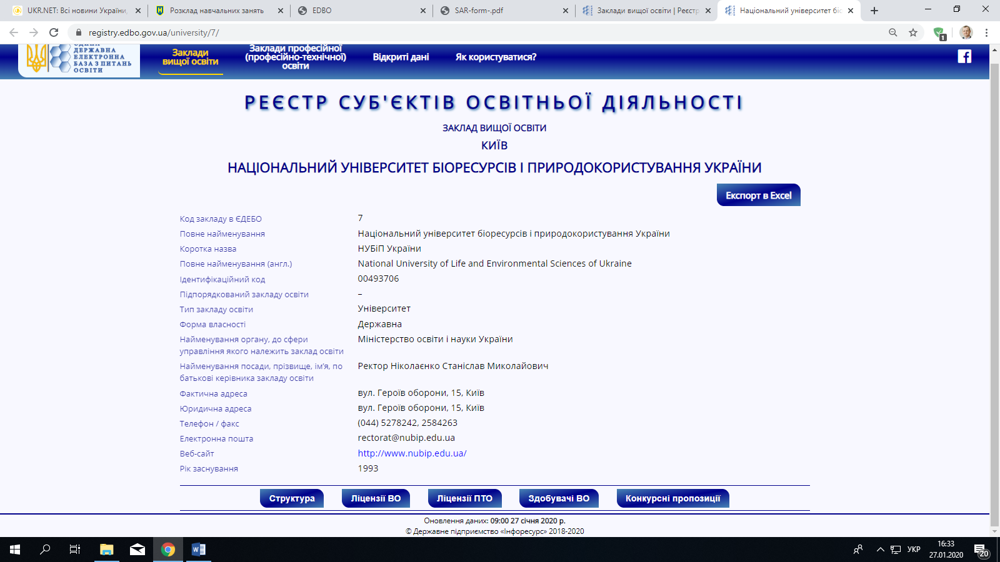 UKR.NET: Всі новини України,
Розклад навчальних занять
EDBO
SAR-form-.pdf
Заклади вищої освіти | Реєстр
Національний університет біо
registry.edbo.gov.ua/university/7/
1
ЄДИНА
ДЕРЖАВНА
ЕЛЕКТРОННА
БАЗА З ПИТАНЬ
ОСВІТИ
Заклади
вищої освіти
Заклади професійної
(професійно-технічної)
освіти
Відкриті дані
Як користуватися?
РЕЄСТР СУБ'ЄКТІВ ОСВІТНЬОЇ ДІЯЛЬНОСТІ
ЗАКЛАД ВИЩОЇ ОСВІТИ
КИЇВ
НАЦІОНАЛЬНИЙ УНІВЕРСИТЕТ БІОРЕСУРСІВ І ПРИРОДОКОРИСТУВАННЯ УКРАЇНИ
Експорт в Excel
Код закладу в ЄДЕБО 7
Повне найменування Національний університет біоресурсів і природокористування України
Коротка назва НУБіП України
Повне найменування (англ.) National University of Life and Environmental Sciences of Ukraine
Ідентифікаційний код 00493706
Підпорядкований закладу освіти –
Тип закладу освіти Університет
Форма власності Державна
Найменування органу, до сфери Міністерство освіти і науки України
управління якого належить заклад освіти
Найменування посади, прізвище, ім'я, по Ректор Ніколаєнко Станіслав Миколайович
батькові керівника закладу освіти
Фактична адреса вул. Героїв оборони, 15, Київ
Юридична адреса вул. Героїв оборони, 15, Київ
Телефон / факс (044) 5278242, 2584263
Електронна пошта rectorat@nubip.edu.ua
Веб-сайт http://www.nubip.edu.ua/
Рік заснування 1993
Структура
Ліцензії ВО
Ліцензії ПТО
Здобувачі ВО
Конкурсні пропозиції
Оновлення даних: 09:00 27 січня 2020 р.
© Державне підприємство «Інфоресурс» 2018-2020
УКР
16:33
27.01.2020
20